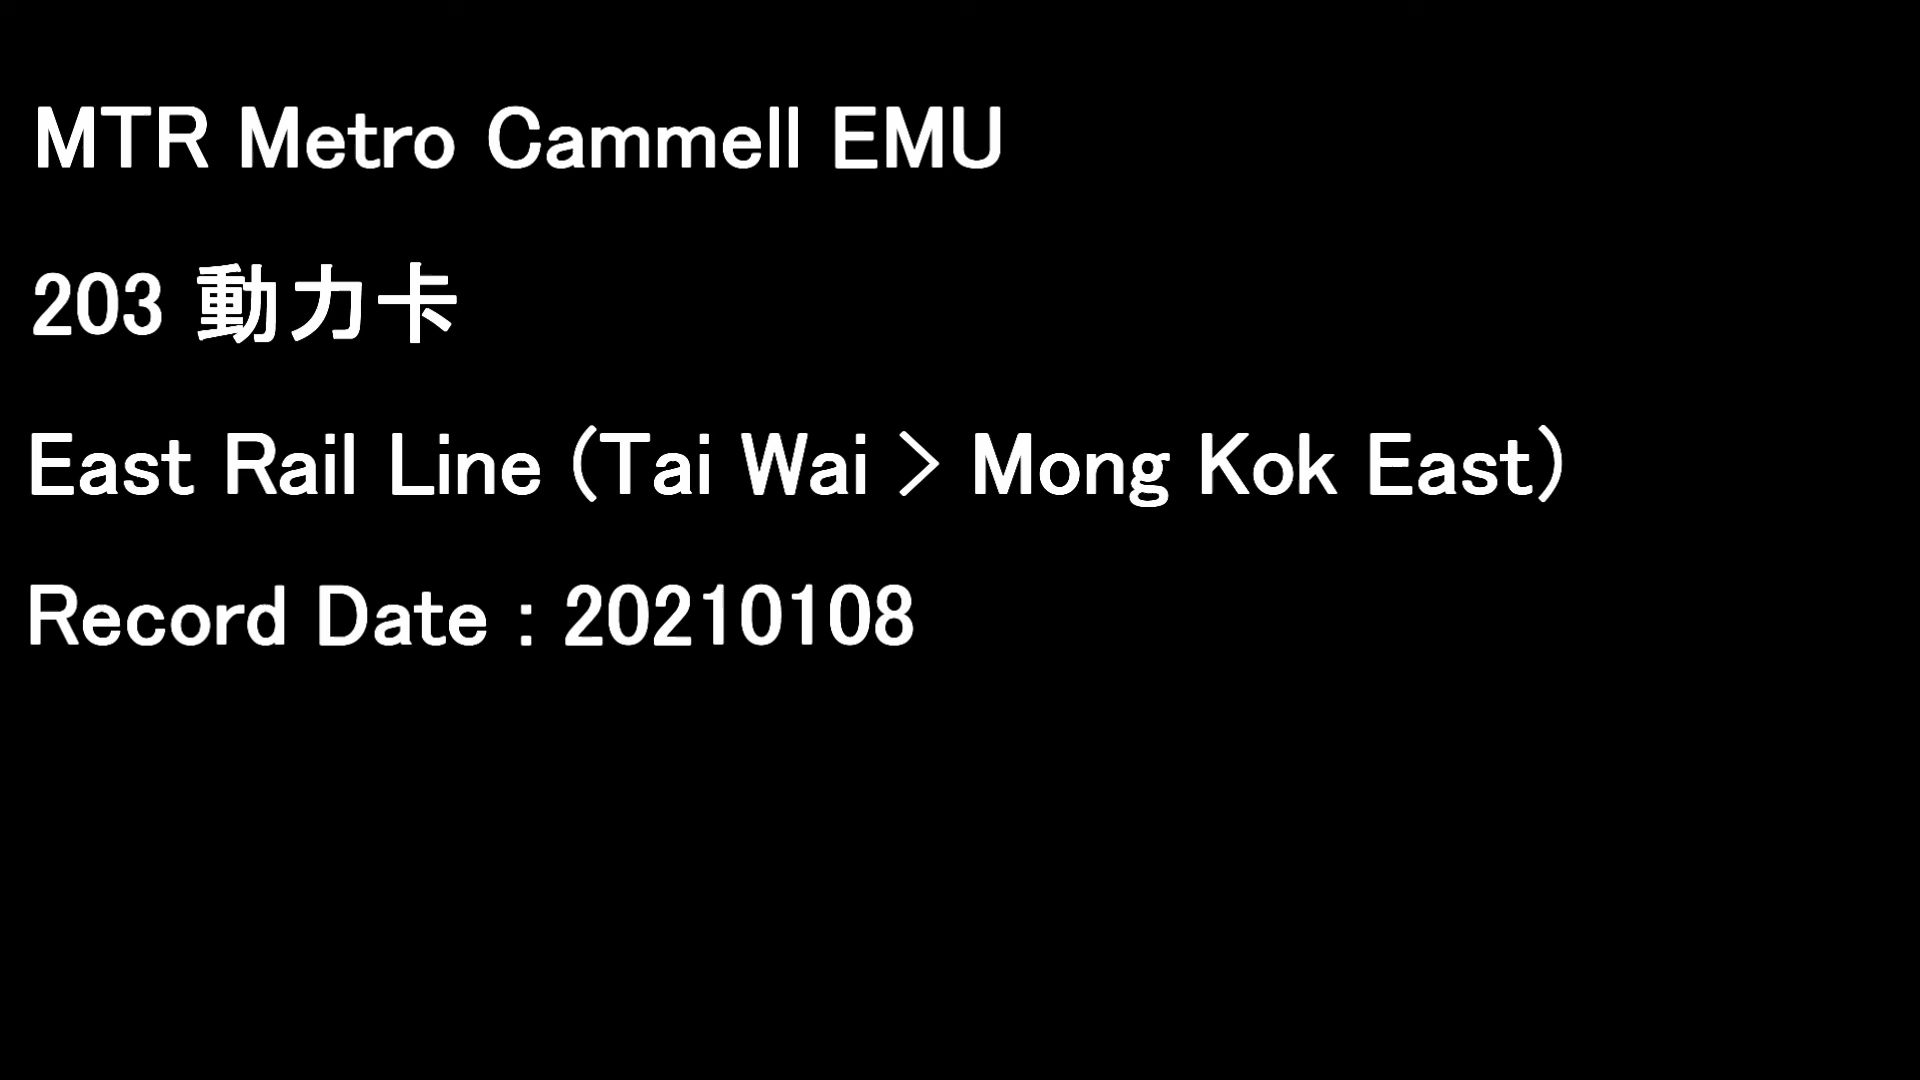 MTR Metro Cammell EMU
203 動力卡
East Rail Line (Tai Wai > Mong Kok East)
Record Date : 20210108